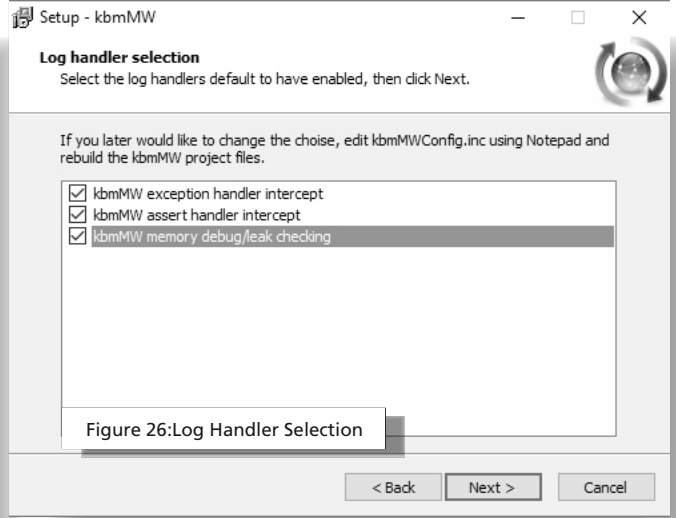 Setup - kbmMW
Log handler selection
Select the log handlers default to have enabled, then click Next.
If you later would like to change the choise, edit kbmMWConfig.inc using Notepad and
rebuild the kbmMW project files.
kbmMW exception handler intercept
kbmMW assert handler intercept
kbmMW memory debug/leak checking
Figure 26:Log Handler Selection
< Back
Next >
Cancel